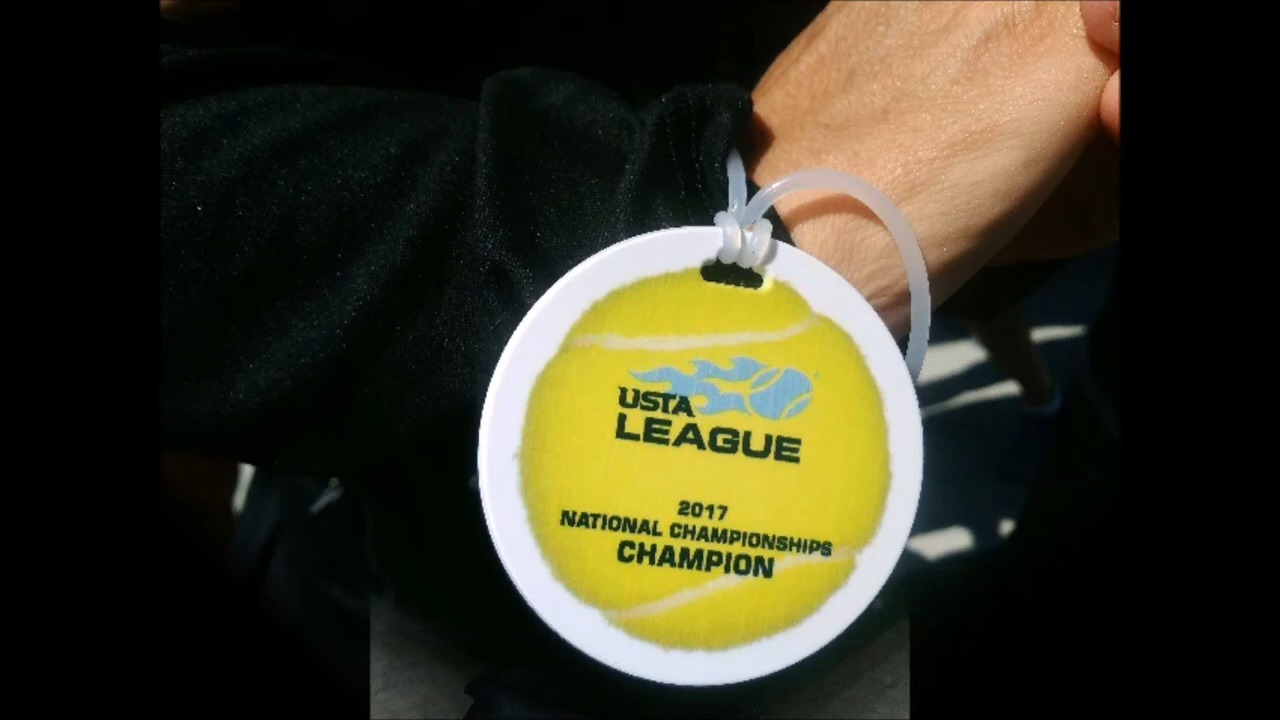 USTA
LEAGUE
2017
NATIONAL CHAMPIONSHIPS
CHAMPION